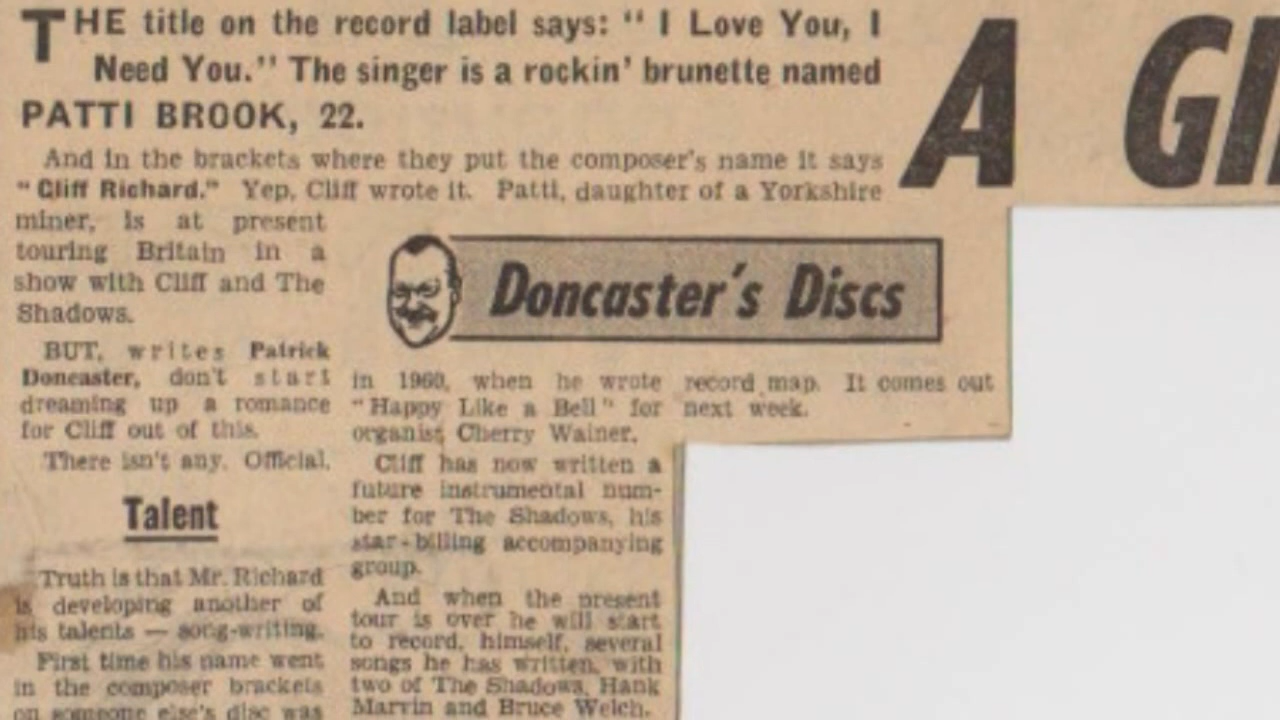 THE title on the record label says: " I Love You, I
Need You." The singer is a rockin' brunette named
PATTI BROOK, 22.
And in the brackets where they put the composer's name it says
" Cliff Richard." Yep, Cliff wrote it. Patti, daughter of a Yorkshire
miner, is at present
touring Britain in a
show with Cliff and The
Shadows.
BUT, writes Patrick
Doncaster, don't start
dreaming up a romance
for Cliff out of this.
There isn't any. Official.
Talent
Truth is that Mr. Richard
is developing another of
his talents — song-writing.
First time his name went
in the composer brackets
on someone else's disc was
Doncaster's Discs
in 1960, when he wrote
" Happy Like a Bell " for
organist Cherry Wainer.
Cliff has now written a
future instrumental num-
ber for The Shadows, his
star-billing accompanying
group.
And when the present
tour is over he will start
to record, himself, several
songs he has written, with
two of The Shadows, Hank
Marvin and Bruce Welch.
record map. It comes out
next week.
A GI